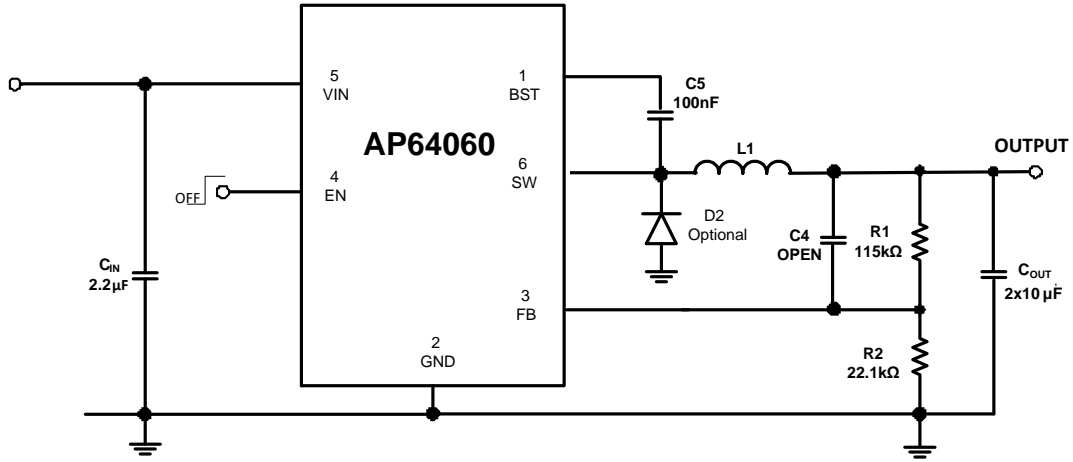 5
VIN
1
BST
C5
100nF
AP64060
L1
OUTPUT
6
SW
4
EN
OFF
D2
Optional
C4
OPEN
R1
115kΩ
CIN
2.2µF
COUT
2x10 µF
3
FB
2
GND
R2
22.1kΩ